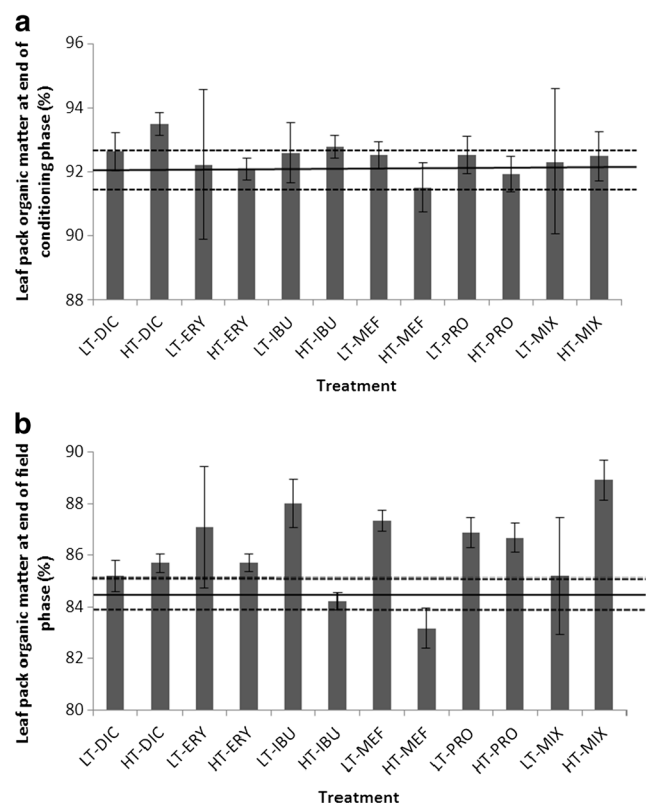 a
Leaf pack organic matter at end of
conditioning phase (%)
96
94
92
90
88
LT-DIC
HT-DIC
LT-ERY
HT-ERY
LT-IBU
HT-IBU
LT-MEF
HT-MEF
LT-PRO
HT-PRO
LT-MIX
HT-MIX
Treatment
b
Leaf pack organic matter at end of field
phase (%)
90
88
86
84
82
80
LT-DIC
HT-DIC
LT-ERY
HT-ERY
LT-IBU
HT-IBU
LT-MEF
HT-MEF
LT-PRO
HT-PRO
LT-MIX
HT-MIX
Treatment